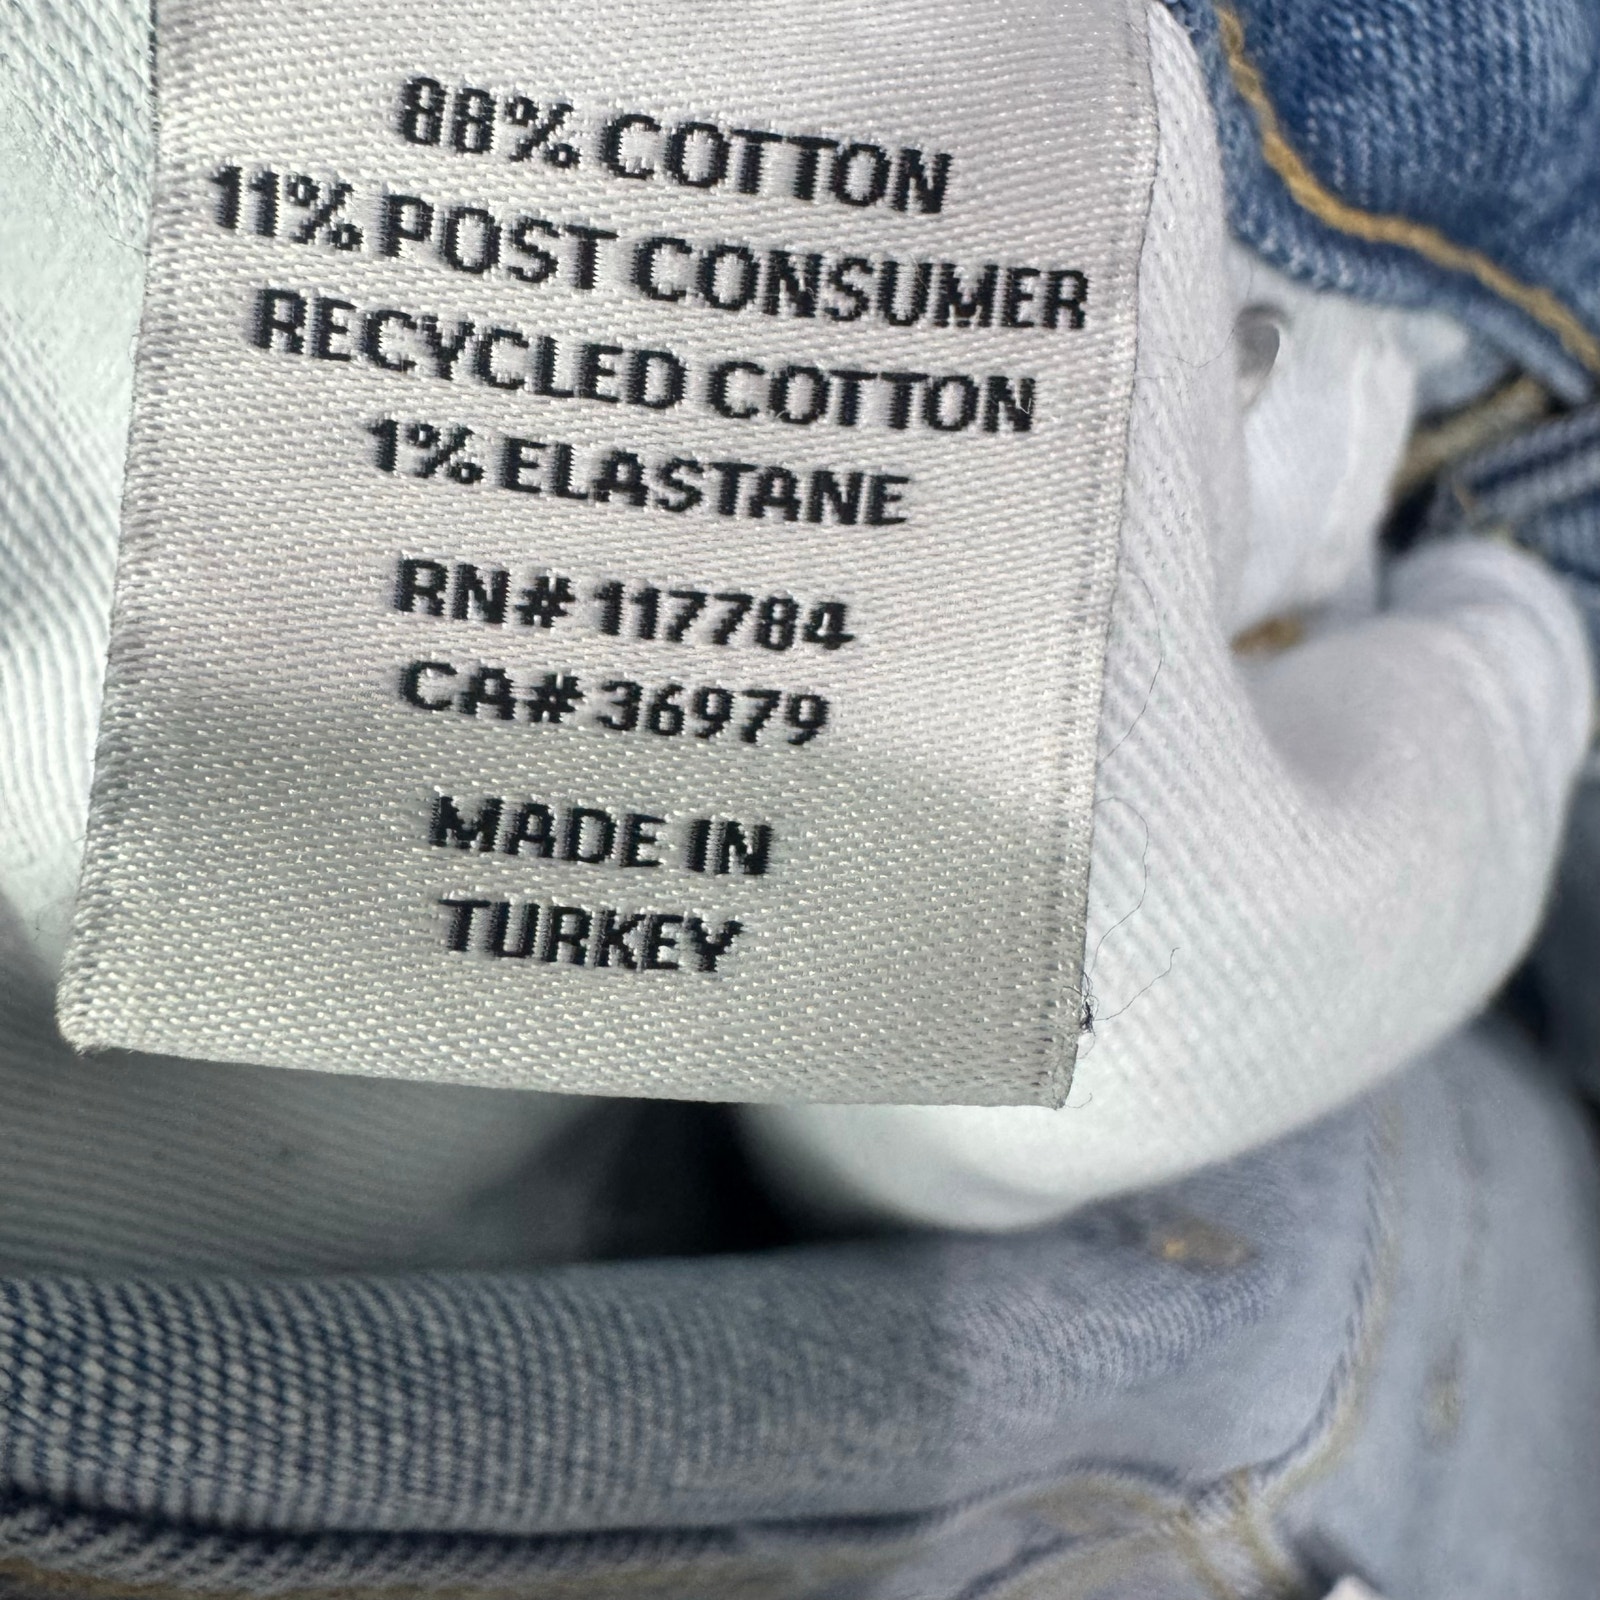 88% COTTON
11% POST CONSUMER
RECYCLED COTTON
1% ELASTANE
RN# 117784
CA# 36979
MADE IN
TURKEY